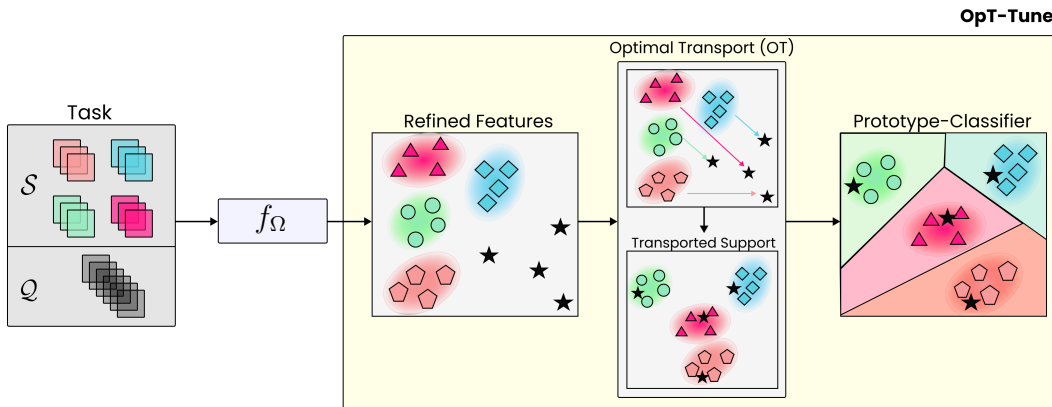 OpT-Tune
Optimal Transport (OT)
Task
Refined Features
Prototype-Classifier
𝒮
f_Ω
Transported Support
𝒬